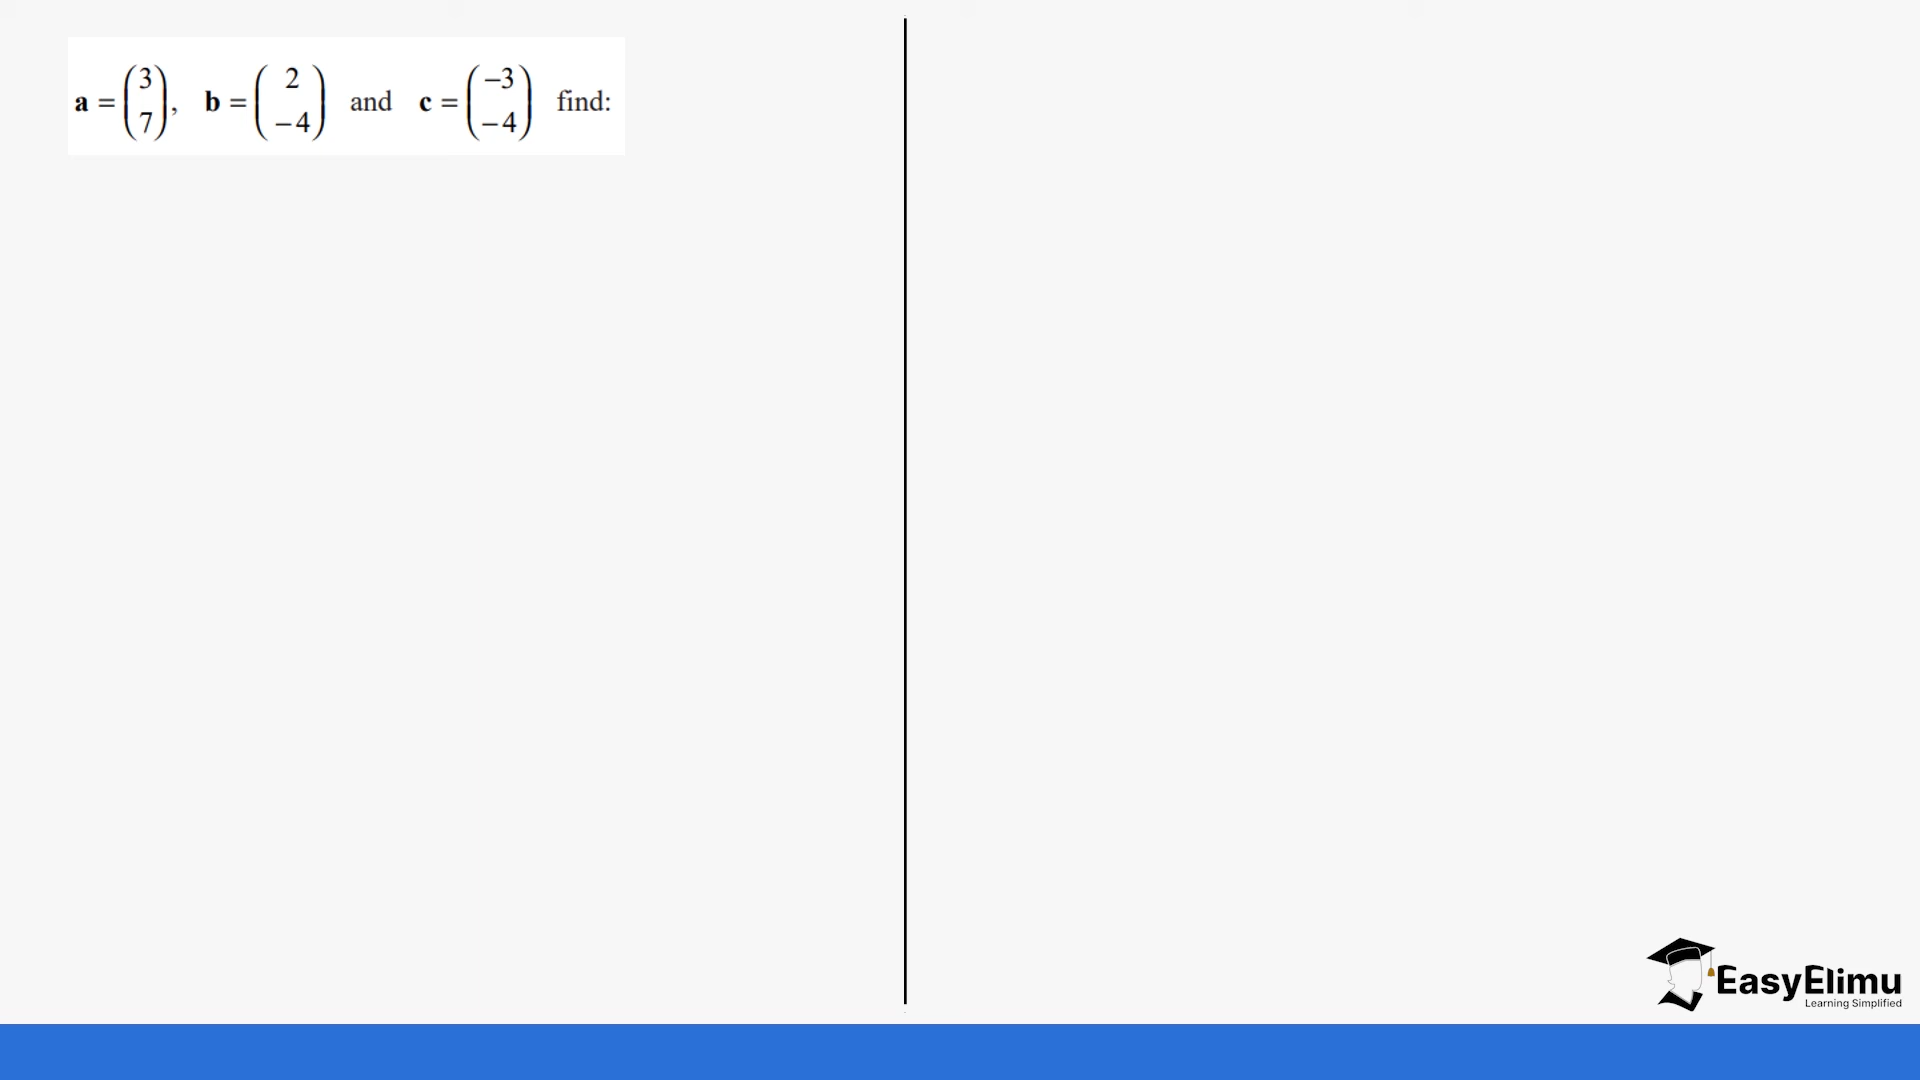 a = (3 7), b = (2 −4) and c = (−3 −4) find:
EasyElimu
Learning Simplified